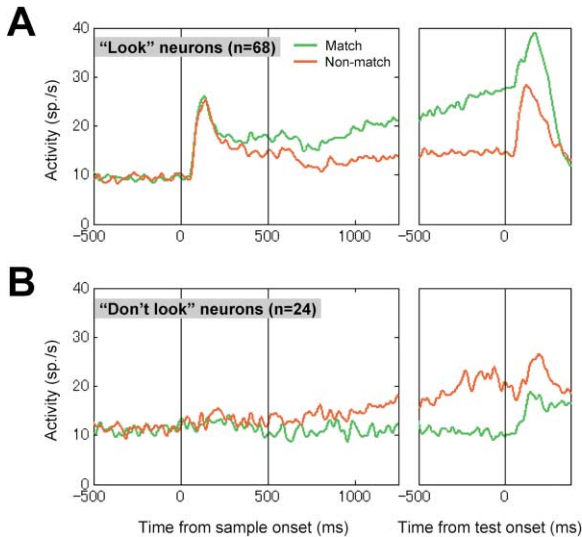 A
"Look" neurons (n=68)
Match
Non-match
Activity (sp./s)
40
30
20
10
0
-500 0 500 1000
-500 0
B
"Don't look" neurons (n=24)
Activity (sp./s)
40
30
20
10
0
-500 0 500 1000
-500 0
Time from sample onset (ms)
Time from test onset (ms)